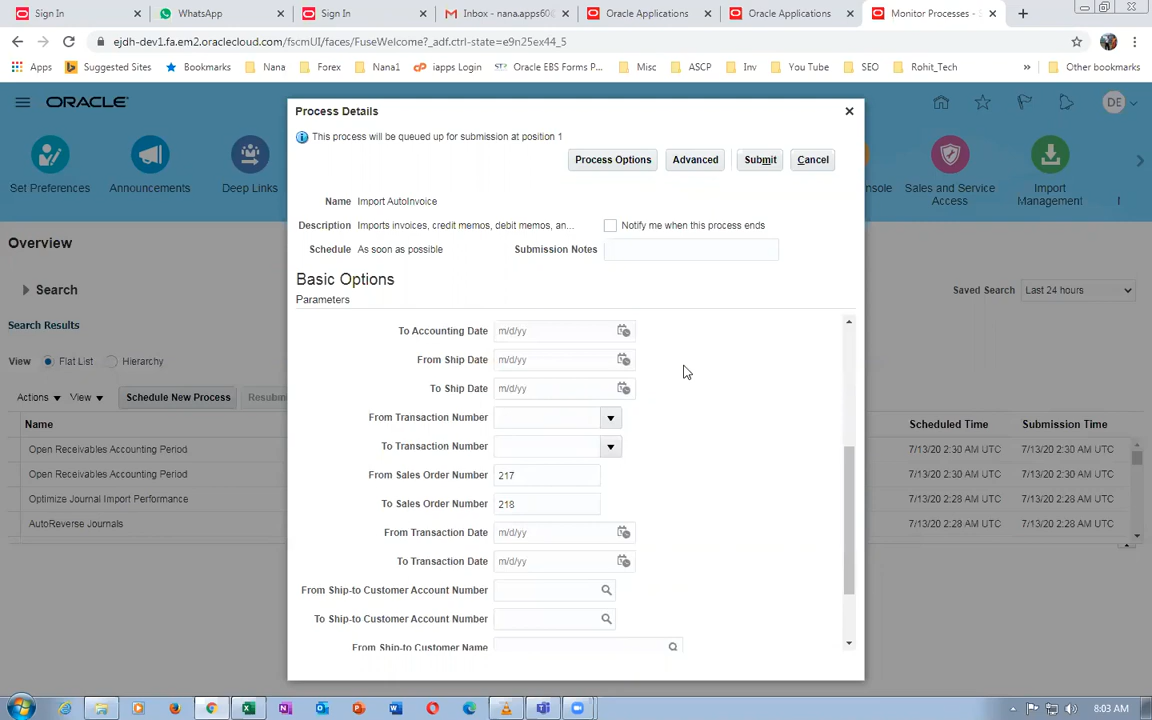 Sign In
WhatsApp
Sign In
Inbox - nana.apps60
Oracle Applications
Oracle Applications
Monitor Processes -
ejdh-dev1.fa.em2.oraclecloud.com/fscmUI/faces/FuseWelcome?_adf.ctrl-state=e9n25ex44_5
Apps
Suggested Sites
Bookmarks
Nana
Forex
Nana1
iapps Login
Oracle EBS Forms P...
Misc
ASCP
Inv
You Tube
SEO
Rohit_Tech
»
Other bookmarks
ORACLE
DE
Set Preferences
Announcements
Deep Links
nsole
Sales and Service
Access
Import
Management
Overview
Search
Saved Search
Last 24 hours
Search Results
View
Flat List
Hierarchy
Actions
View
Schedule New Process
Resubm
Name
Scheduled Time
Submission Time
Open Receivables Accounting Period
7/13/20 2:30 AM UTC
7/13/20 2:30 AM UTC
Open Receivables Accounting Period
7/13/20 2:30 AM UTC
7/13/20 2:30 AM UTC
Optimize Journal Import Performance
7/13/20 2:28 AM UTC
7/13/20 2:28 AM UTC
AutoReverse Journals
7/13/20 2:28 AM UTC
7/13/20 2:28 AM UTC
Process Details
This process will be queued up for submission at position 1
Process Options
Advanced
Submit
Cancel
Name Import AutoInvoice
Description Imports invoices, credit memos, debit memos, an...
Notify me when this process ends
Schedule As soon as possible
Submission Notes
Basic Options
Parameters
To Accounting Date m/d/yy
From Ship Date m/d/yy
To Ship Date m/d/yy
From Transaction Number
To Transaction Number
From Sales Order Number 217
To Sales Order Number 218
From Transaction Date m/d/yy
To Transaction Date m/d/yy
From Ship-to Customer Account Number
To Ship-to Customer Account Number
From Ship-to Customer Name
8:03 AM